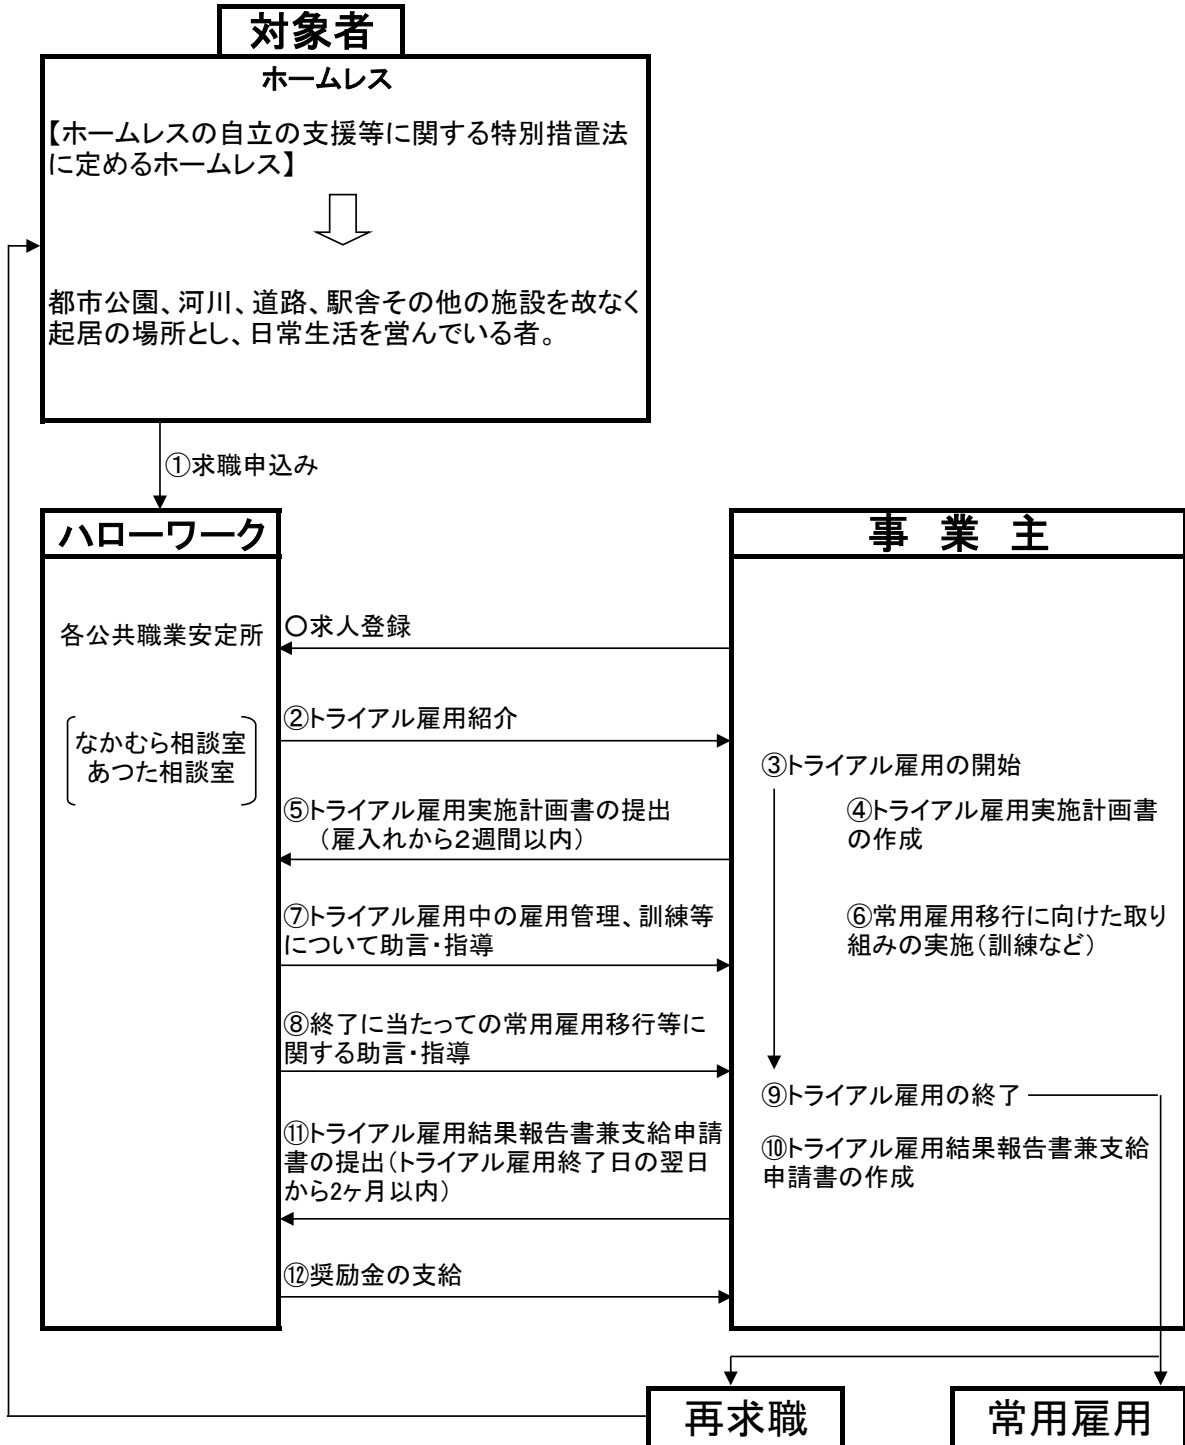 対象者
ホームレス
【ホームレスの自立の支援等に関する特別措置法
に定めるホームレス】
都市公園、河川、道路、駅舎その他の施設を故なく
起居の場所とし、日常生活を営んでいる者。
①求職申込み
ハローワーク
事 業 主
各公共職業安定所
○求人登録
②トライアル雇用紹介
なかむら相談室
あつた相談室
③トライアル雇用の開始
⑤トライアル雇用実施計画書の提出
（雇入れから２週間以内）
④トライアル雇用実施計画書
の作成
⑦トライアル雇用中の雇用管理、訓練等
について助言・指導
⑥常用雇用移行に向けた取り
組みの実施（訓練など）
⑧終了に当たっての常用雇用移行等に
関する助言・指導
⑨トライアル雇用の終了
⑪トライアル雇用結果報告書兼支給申請
書の提出（トライアル雇用終了日の翌日
から2ヶ月以内）
⑩トライアル雇用結果報告書兼支給
申請書の作成
⑫奨励金の支給
再求職
常用雇用